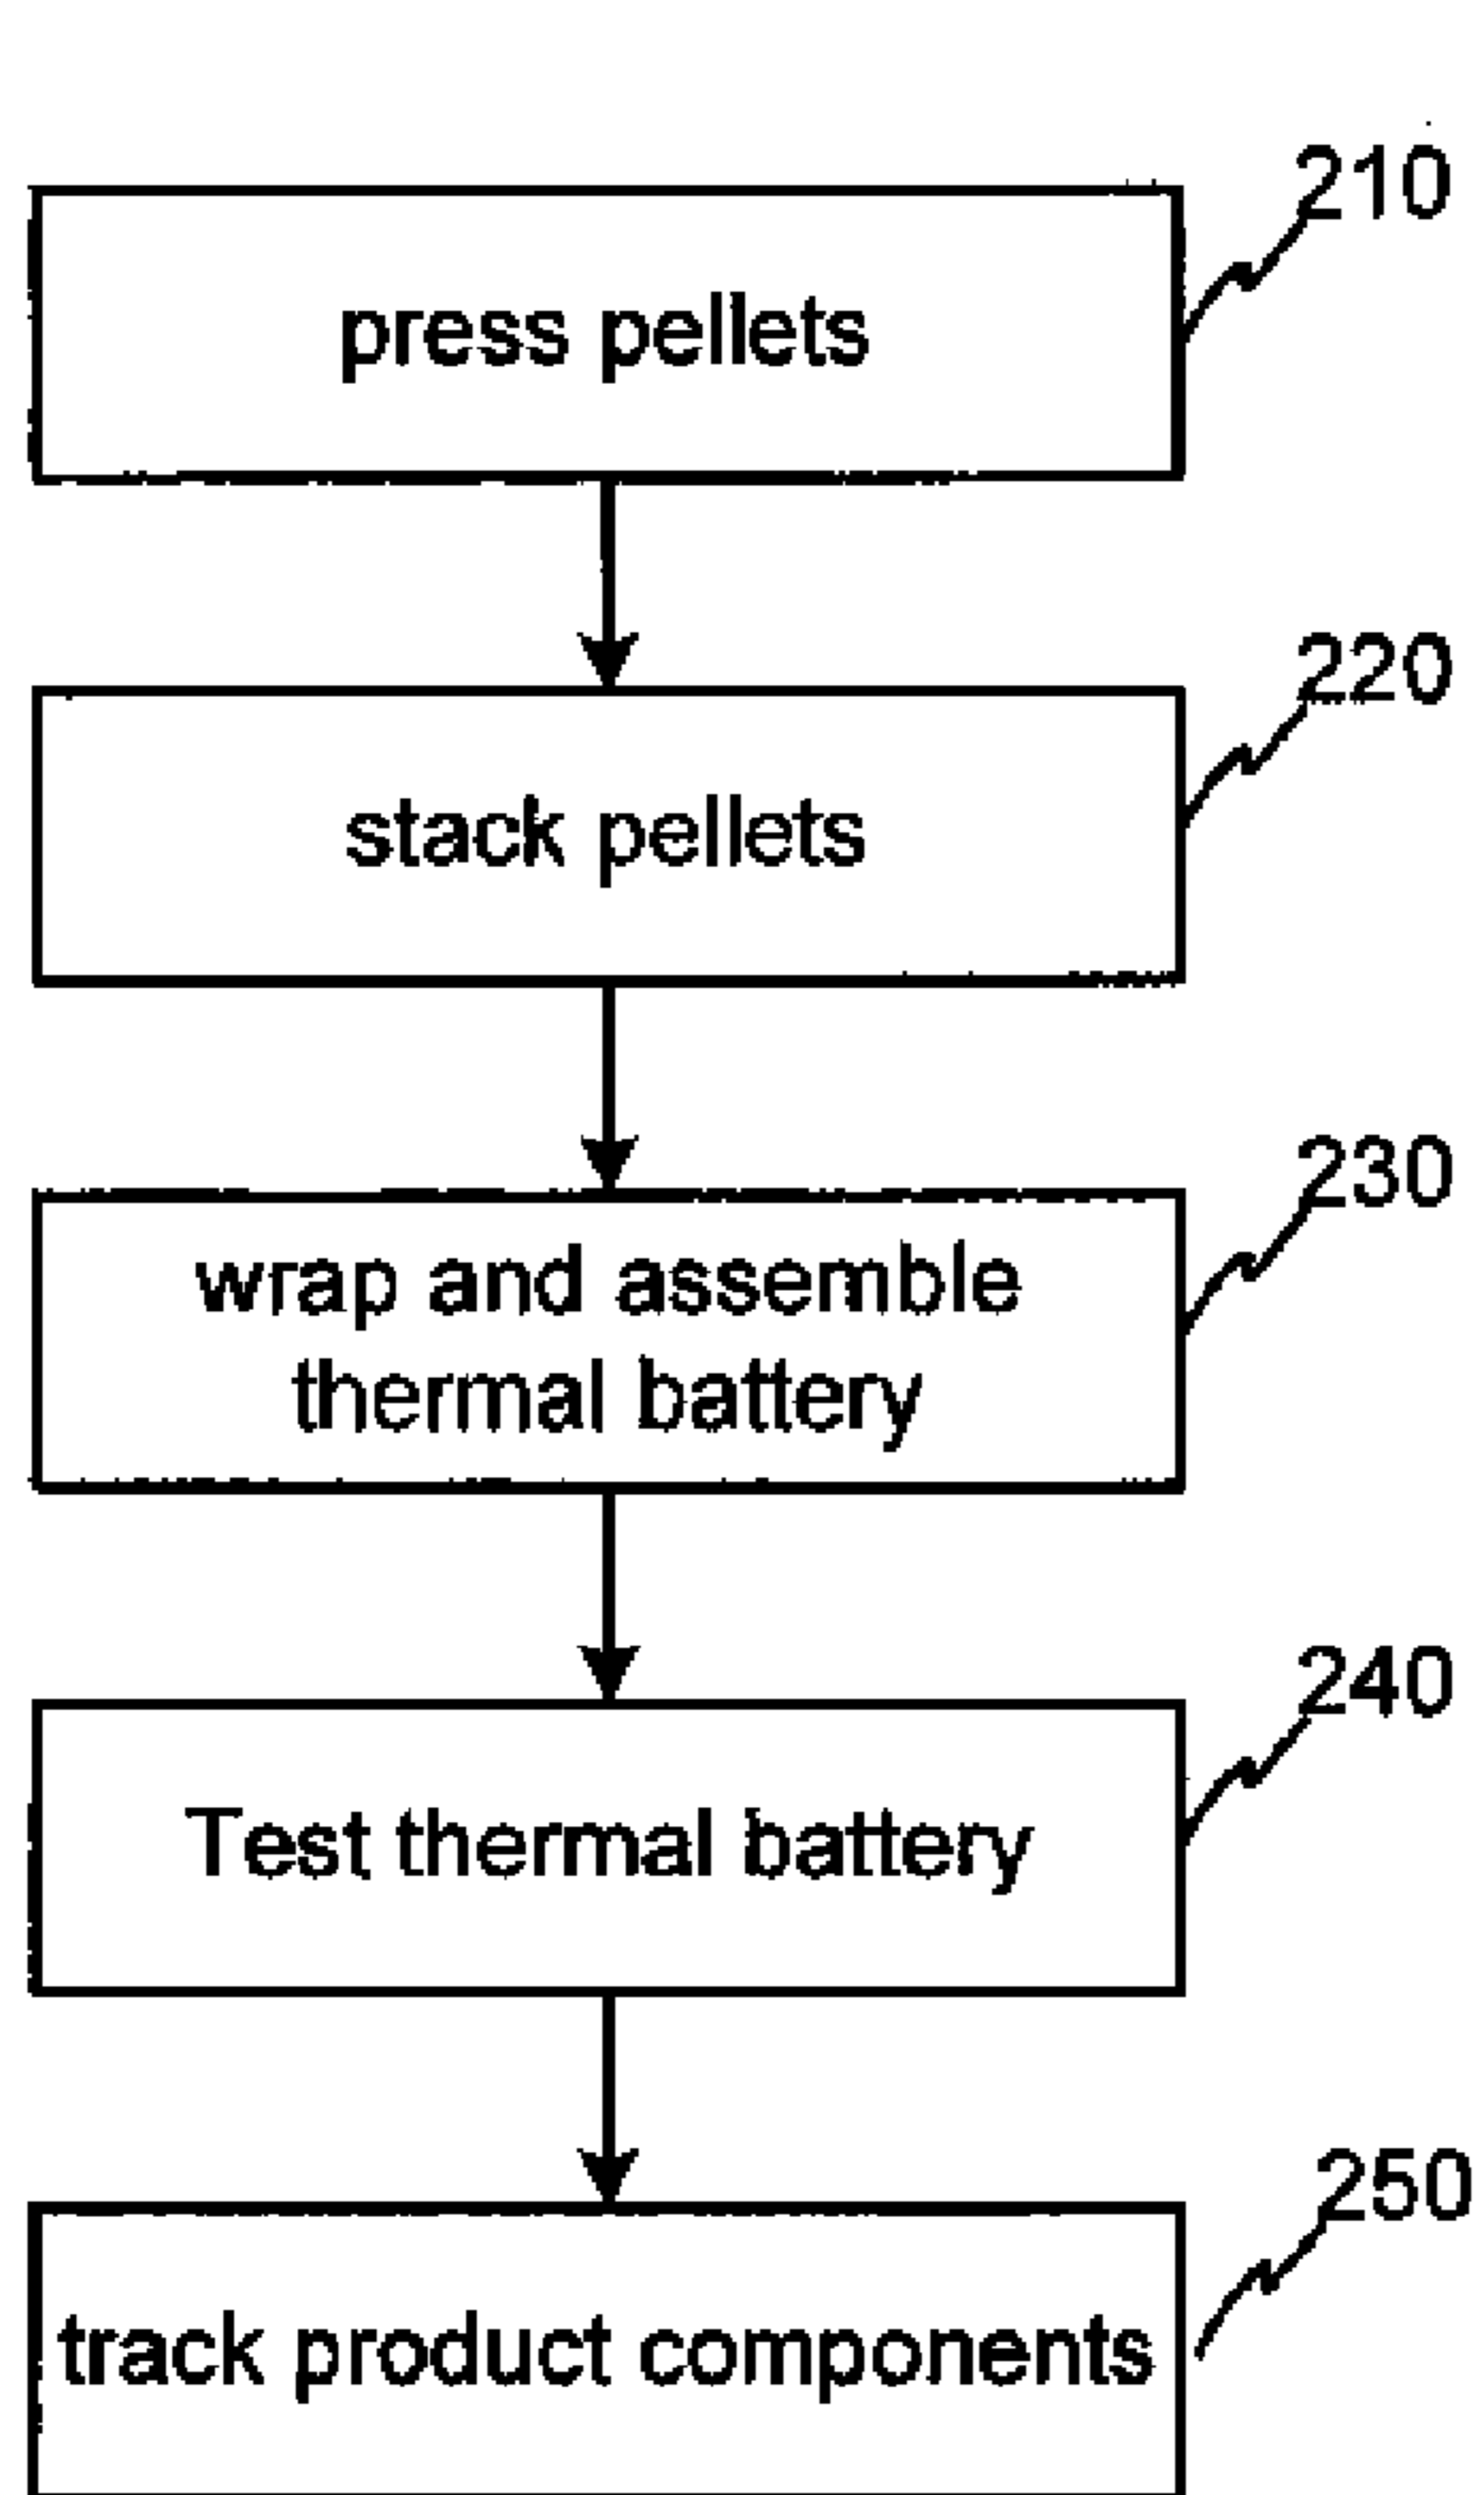 210
press pellets
220
stack pellets
230
wrap and assemble
thermal battery
240
Test thermal battery
250
track product components